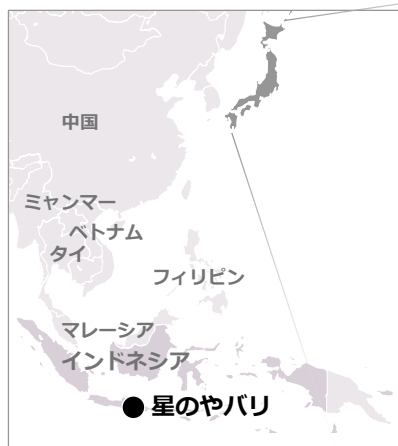 中国
ミャンマー
ベトナム
タイ
フィリピン
マレーシア
インドネシア
● 星のやバリ